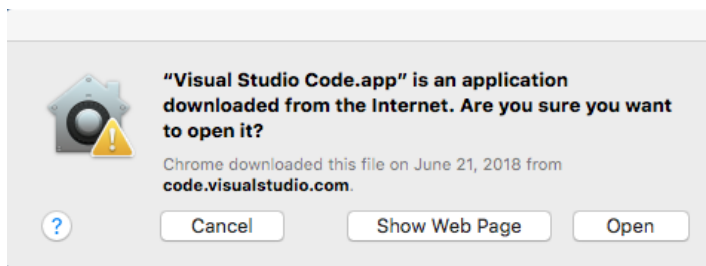 “Visual Studio Code.app” is an application
downloaded from the Internet. Are you sure you want
to open it?
Chrome downloaded this file on June 21, 2018 from
code.visualstudio.com.
?
Cancel
Show Web Page
Open